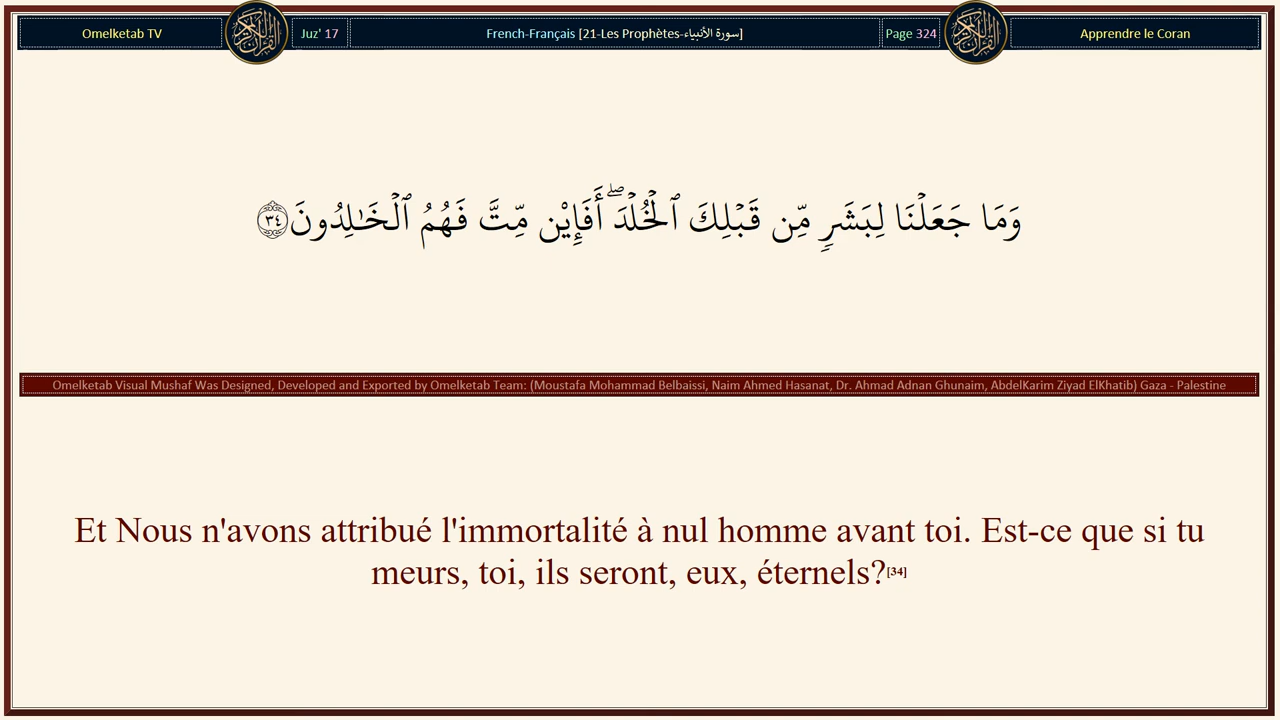 Omelketab TV
Juz' 17
French-Français [21-Les Prophètes-سورة الأنبياء]
Page 324
Apprendre le Coran
وَمَا جَعَلْنَا لِبَشَرٍ مِّن قَبْلِكَ ٱلْخُلْدَ ۖ أَفَإِي۟ن مِّتَّ فَهُمُ ٱلْخَـٰلِدُونَ ٣٤
Omelketab Visual Mushaf Was Designed, Developed and Exported by Omelketab Team: (Moustafa Mohammad Belbaissi, Naim Ahmed Hasanat, Dr. Ahmad Adnan Ghunaim, AbdelKarim Ziyad ElKhatib) Gaza - Palestine
Et Nous n'avons attribué l'immortalité à nul homme avant toi. Est-ce que si tu
meurs, toi, ils seront, eux, éternels?[34]